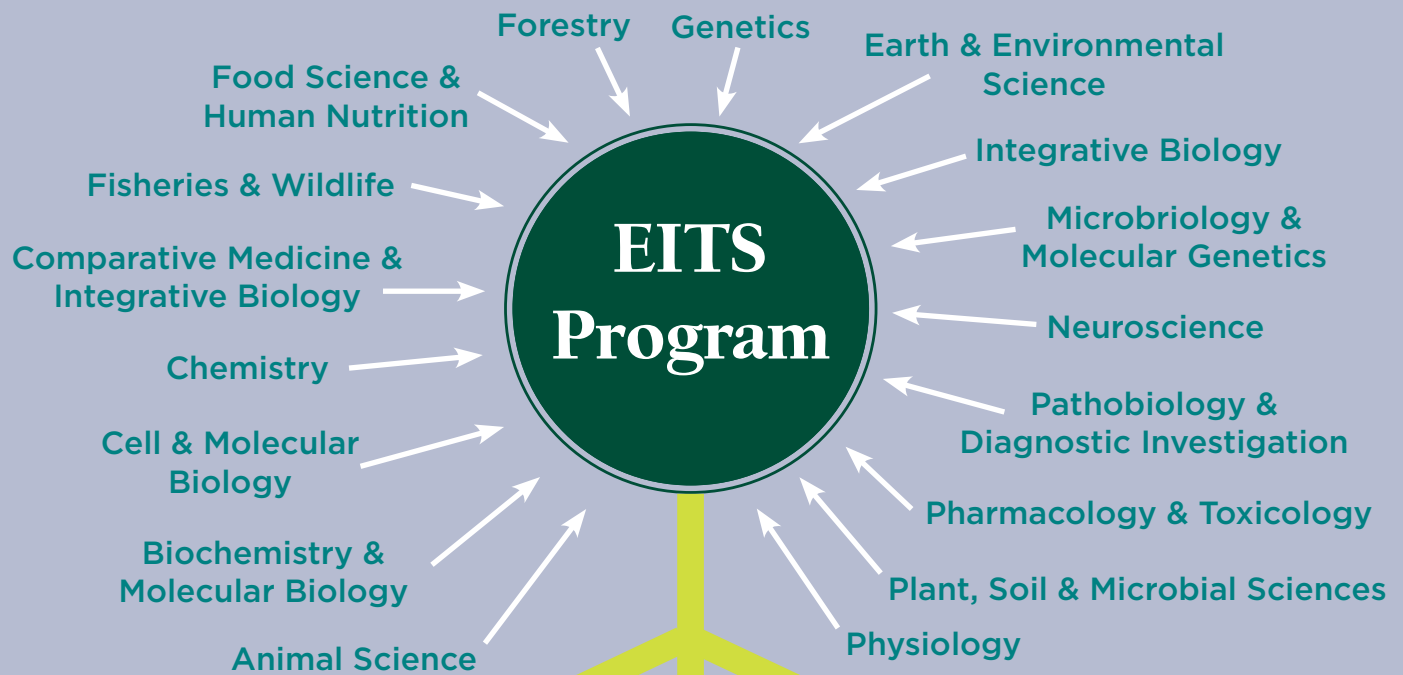 Forestry
Genetics
Earth & Environmental
Science
Food Science &
Human Nutrition
Integrative Biology
Fisheries & Wildlife
Microbriology &
Molecular Genetics
EITS
Program
Comparative Medicine &
Integrative Biology
Neuroscience
Chemistry
Pathobiology &
Diagnostic Investigation
Cell & Molecular
Biology
Pharmacology & Toxicology
Biochemistry &
Molecular Biology
Plant, Soil & Microbial Sciences
Physiology
Animal Science